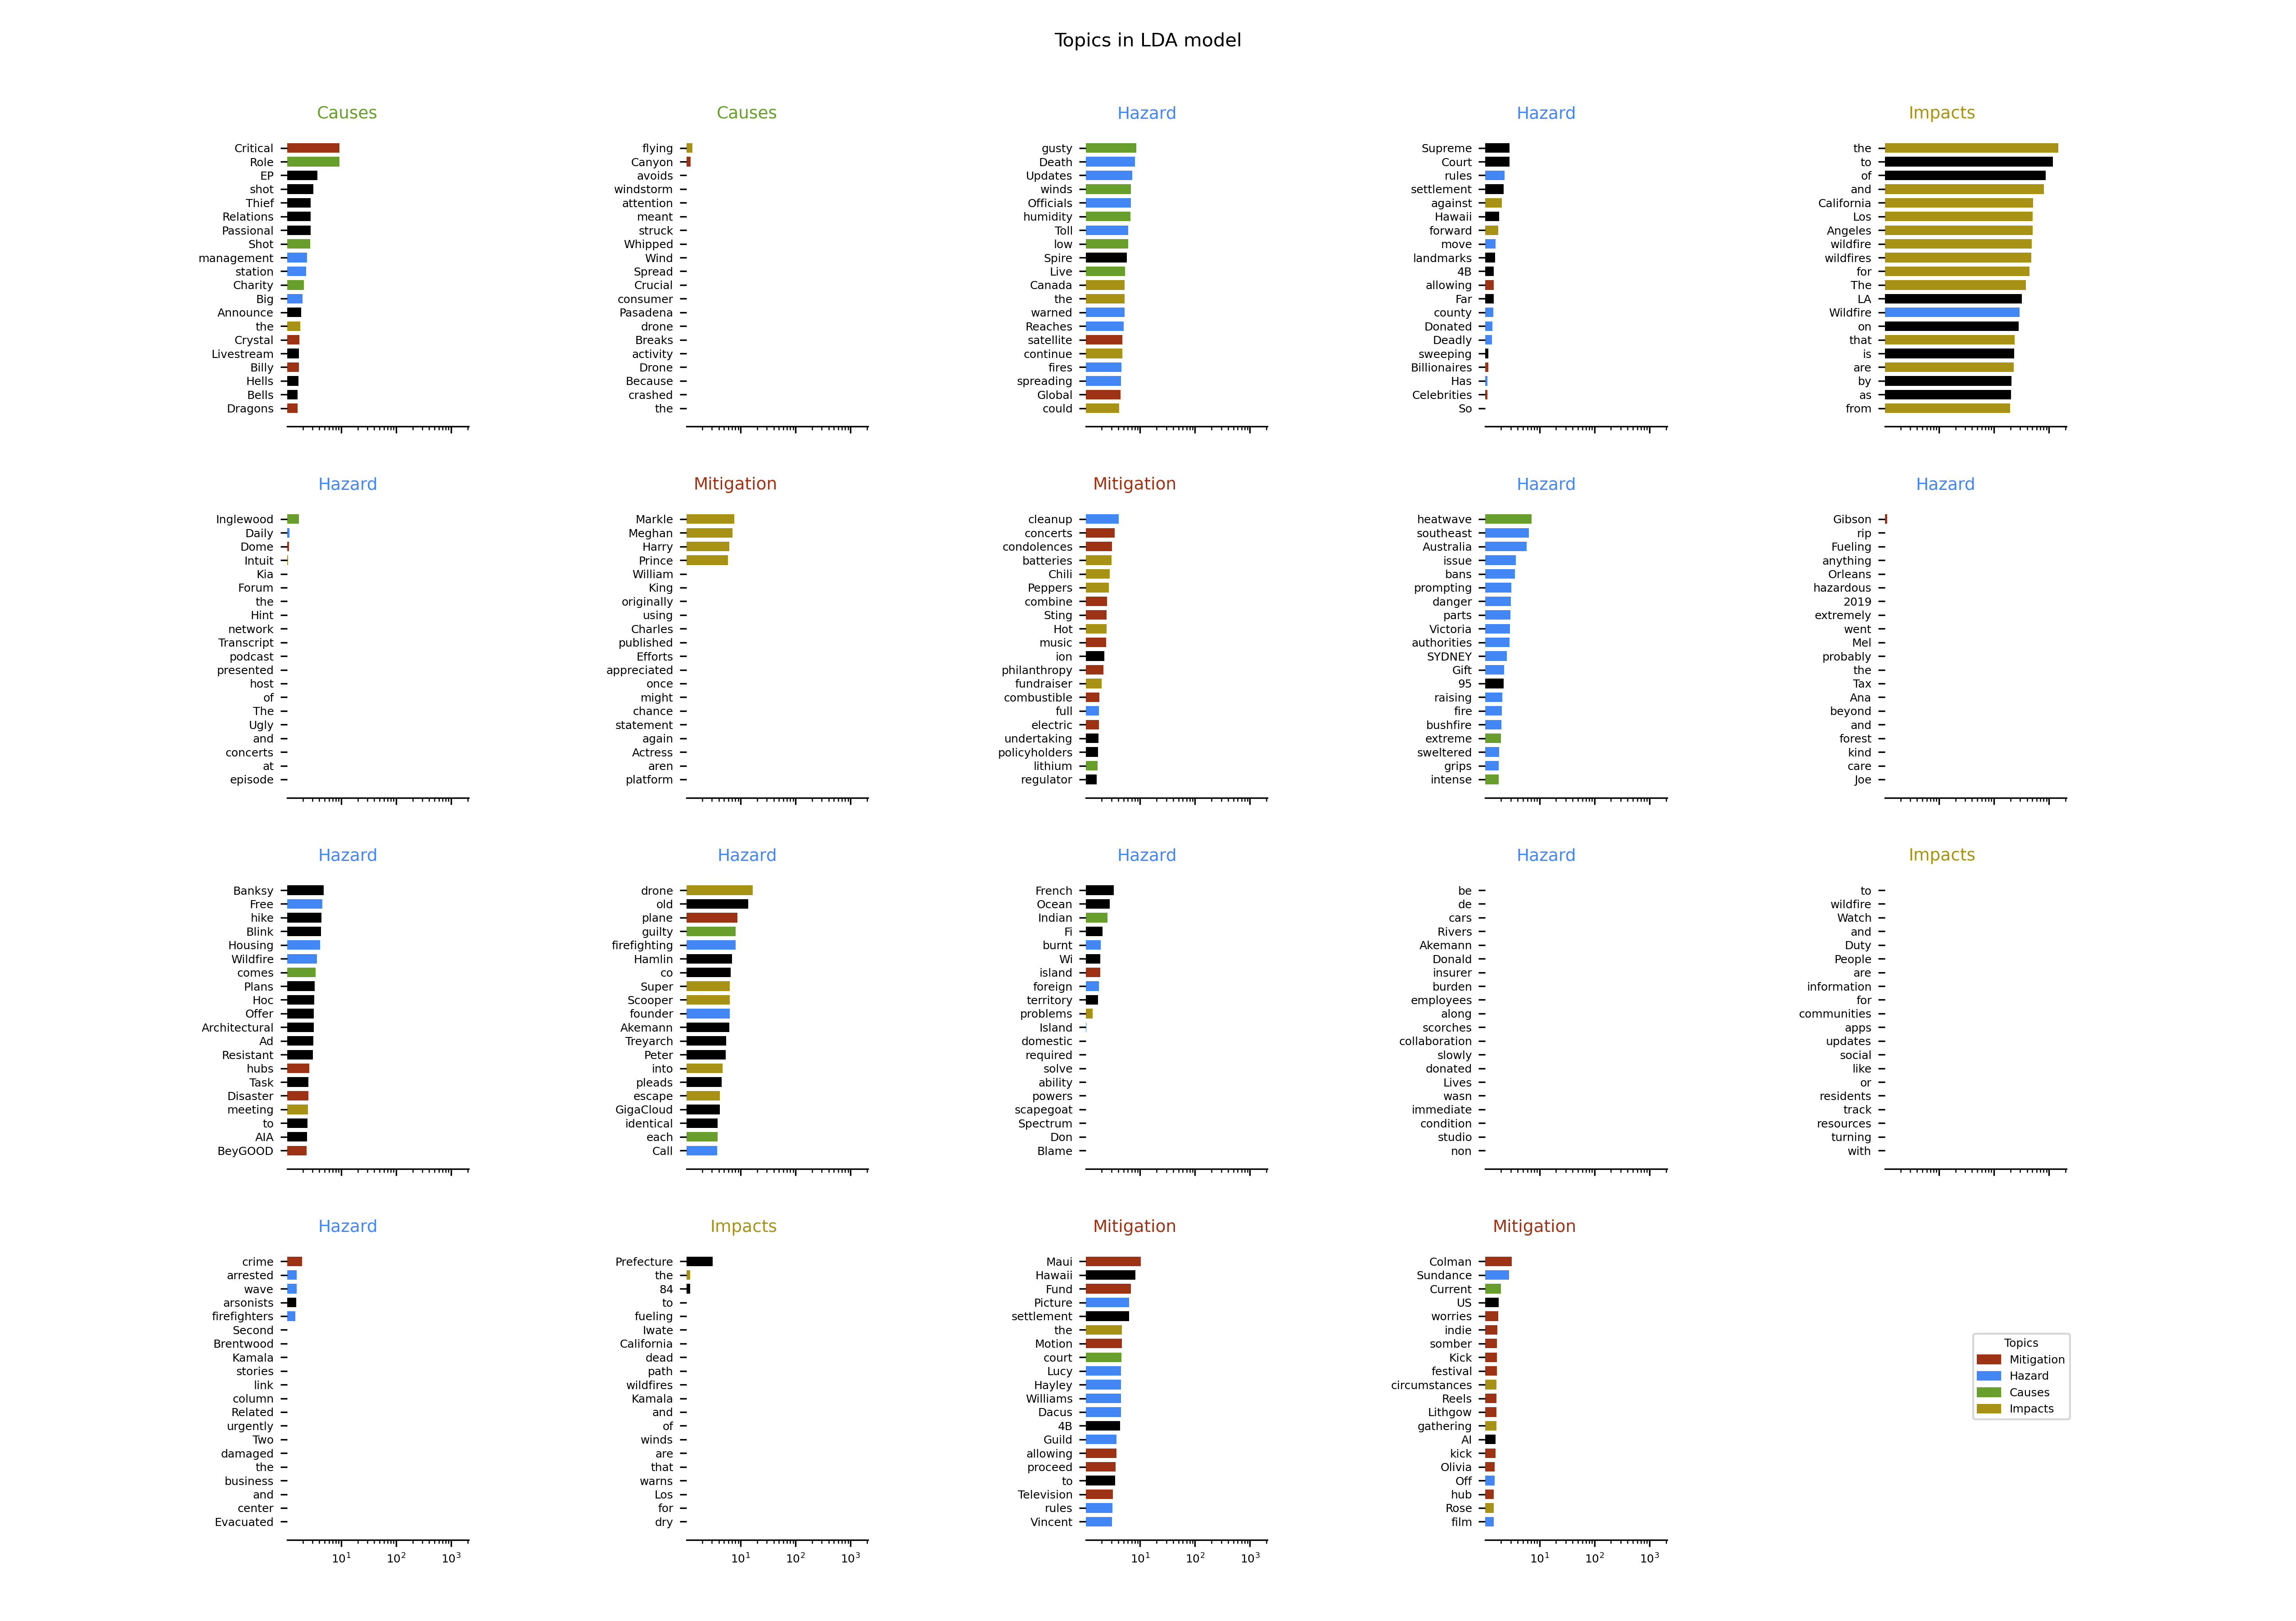 Topics in LDA model
Causes
Critical
Role
EP
shot
Thief
Relations
Passional
Shot
management
station
Charity
Big
Announce
the
Crystal
Livestream
Billy
Hells
Bells
Dragons
Causes
flying
Canyon
avoids
windstorm
attention
meant
struck
Whipped
Wind
Spread
Crucial
consumer
Pasadena
drone
Breaks
activity
Drone
Because
crashed
the
Hazard
gusty
Death
Updates
winds
Officials
humidity
Toll
low
Spire
Live
Canada
the
warned
Reaches
satellite
continue
fires
spreading
Global
could
Hazard
Supreme
Court
rules
settlement
against
Hawaii
forward
move
landmarks
4B
allowing
Far
county
Donated
Deadly
sweeping
Billionaires
Has
Celebrities
So
Impacts
the
to
of
and
California
Los
Angeles
wildfire
wildfires
for
The
LA
Wildfire
on
that
is
are
by
as
from
Hazard
Inglewood
Daily
Dome
Intuit
Kia
Forum
the
Hint
network
Transcript
podcast
presented
host
of
The
Ugly
and
concerts
at
episode
Mitigation
Markle
Meghan
Harry
Prince
William
King
originally
using
Charles
published
Efforts
appreciated
once
might
chance
statement
again
Actress
aren
platform
Mitigation
cleanup
concerts
condolences
batteries
Chili
Peppers
combine
Sting
Hot
music
ion
philanthropy
fundraiser
combustible
full
electric
undertaking
policyholders
lithium
regulator
Hazard
heatwave
southeast
Australia
issue
bans
prompting
danger
parts
Victoria
authorities
SYDNEY
Gift
95
raising
fire
bushfire
extreme
sweltered
grips
intense
Hazard
Gibson
rip
Fueling
anything
Orleans
hazardous
2019
extremely
went
Mel
probably
the
Tax
Ana
beyond
and
forest
kind
care
Joe
Hazard
Banksy
Free
hike
Blink
Housing
Wildfire
comes
Plans
Hoc
Offer
Architectural
Ad
Resistant
hubs
Task
Disaster
meeting
to
AIA
BeyGOOD
Hazard
drone
old
plane
guilty
firefighting
Hamlin
co
Super
Scooper
founder
Akemann
Treyarch
Peter
into
pleads
escape
GigaCloud
identical
each
Call
Hazard
French
Ocean
Indian
Fi
burnt
Wi
island
foreign
territory
problems
Island
domestic
required
solve
ability
powers
scapegoat
Spectrum
Don
Blame
Hazard
be
de
cars
Rivers
Akemann
Donald
insurer
burden
employees
along
scorches
collaboration
slowly
donated
Lives
wasn
immediate
condition
studio
non
Impacts
to
wildfire
Watch
and
Duty
People
are
information
for
communities
apps
updates
social
like
or
residents
track
resources
turning
with
Hazard
crime
arrested
wave
arsonists
firefighters
Second
Brentwood
Kamala
stories
link
column
Related
urgently
Two
damaged
the
business
and
center
Evacuated
10¹ 10² 10³
Impacts
Prefecture
the
84
to
fueling
Iwate
California
dead
path
wildfires
Kamala
and
of
winds
are
that
warns
Los
for
dry
10¹ 10² 10³
Mitigation
Maui
Hawaii
Fund
Picture
settlement
the
Motion
court
Lucy
Hayley
Williams
Dacus
4B
Guild
allowing
proceed
to
Television
rules
Vincent
10¹ 10² 10³
Mitigation
Colman
Sundance
Current
US
worries
indie
somber
Kick
festival
circumstances
Reels
Lithgow
gathering
AI
kick
Olivia
Off
hub
Rose
film
10¹ 10² 10³
Topics
Mitigation
Hazard
Causes
Impacts